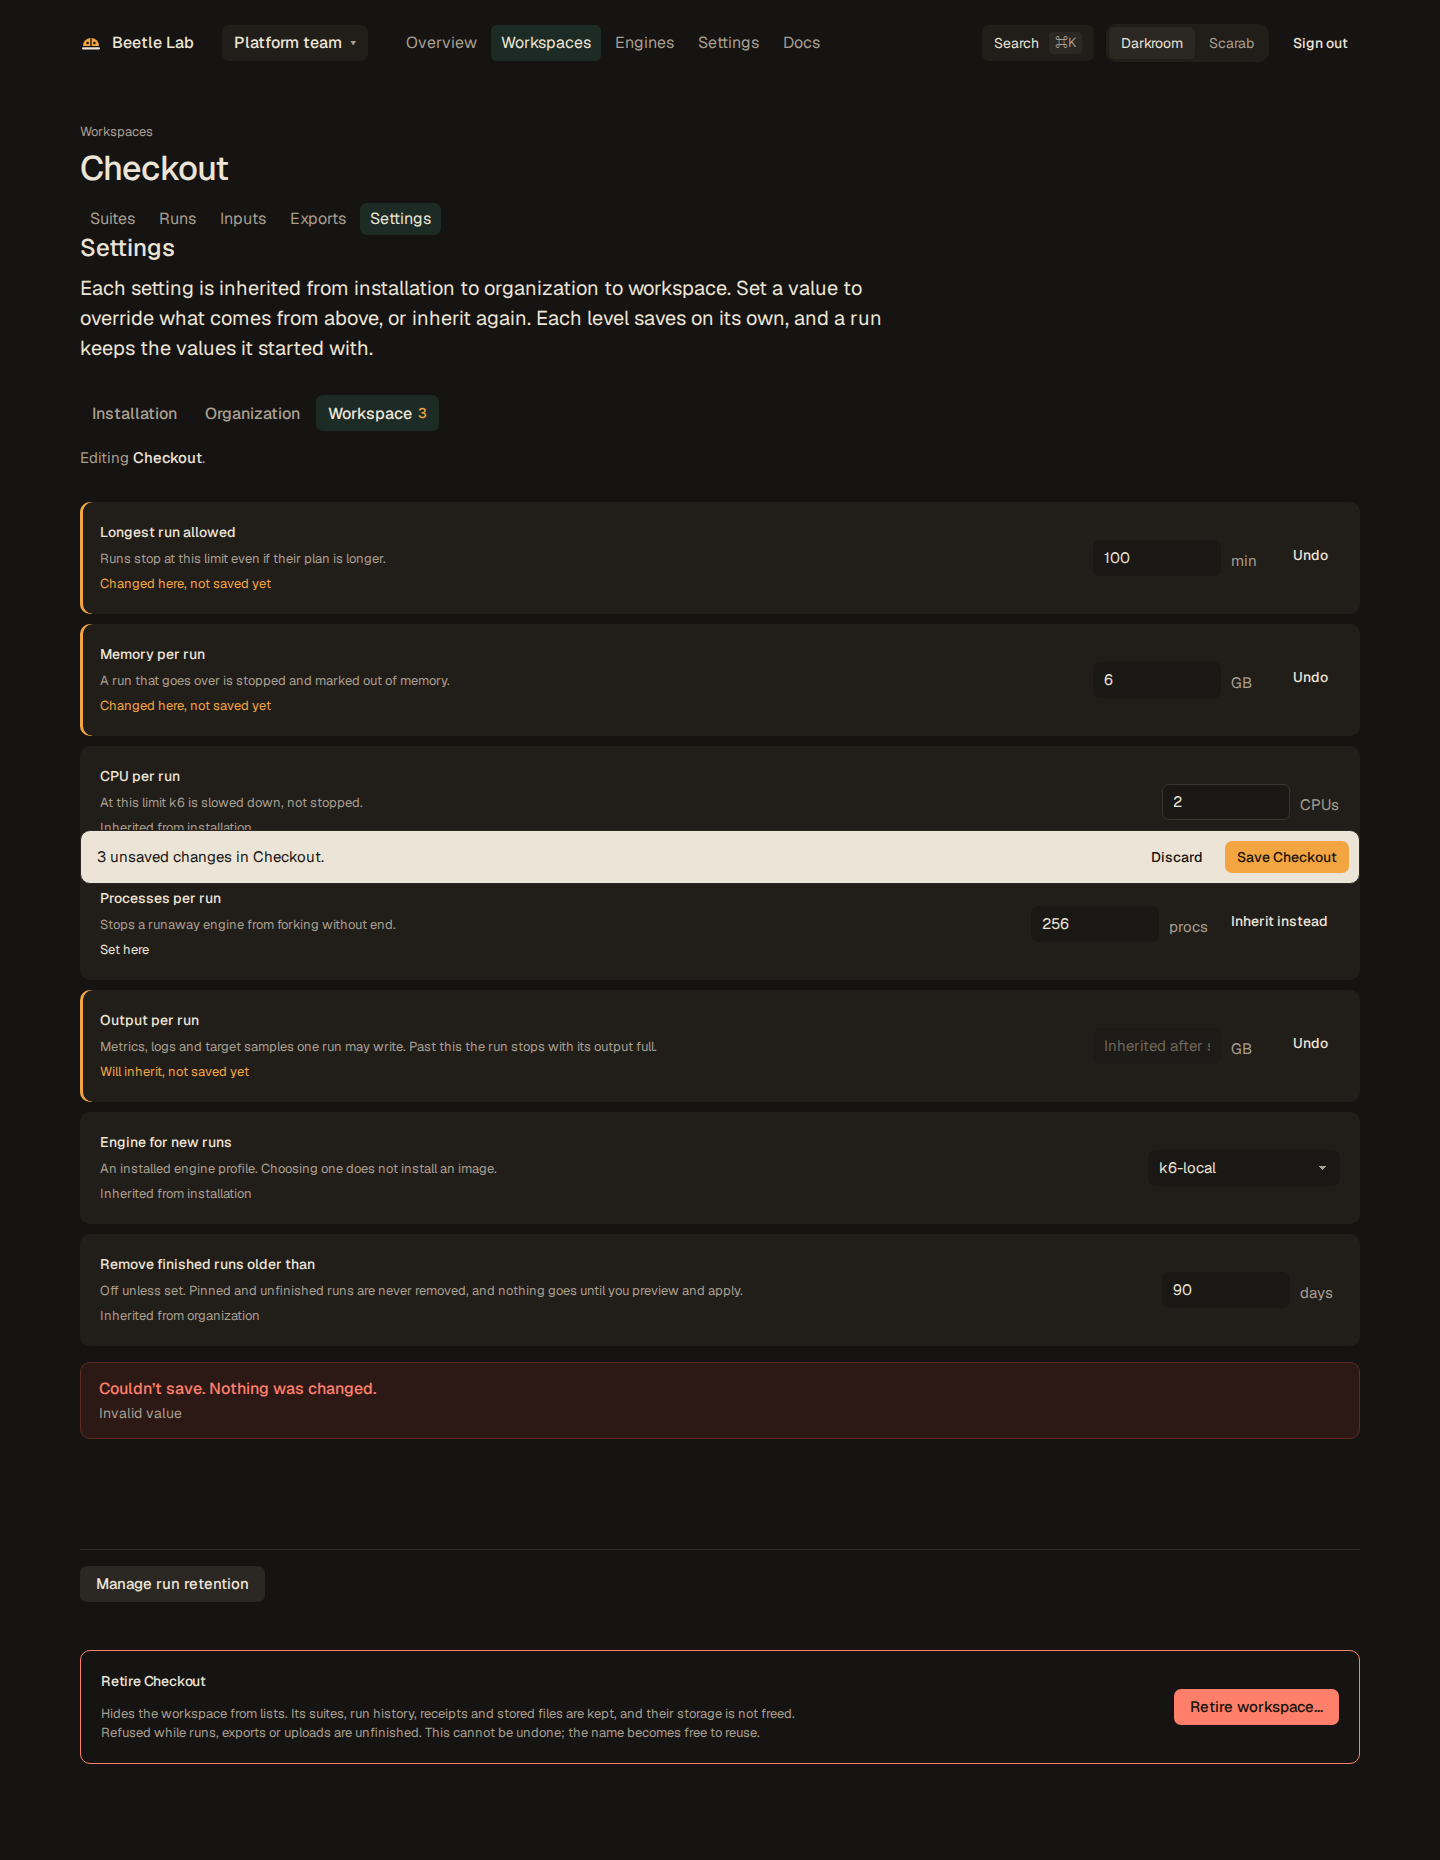 Beetle Lab
Platform team
Overview
Workspaces
Engines
Settings
Docs
Search ⌘K
Darkroom
Scarab
Sign out
Workspaces
Checkout
Suites
Runs
Inputs
Exports
Settings
Settings
Each setting is inherited from installation to organization to workspace. Set a value to
override what comes from above, or inherit again. Each level saves on its own, and a run
keeps the values it started with.
Installation
Organization
Workspace 3
Editing Checkout.
Longest run allowed
Runs stop at this limit even if their plan is longer.
Changed here, not saved yet
100 min
Undo
Memory per run
A run that goes over is stopped and marked out of memory.
Changed here, not saved yet
6 GB
Undo
CPU per run
At this limit k6 is slowed down, not stopped.
Inherited from installation
2 CPUs
3 unsaved changes in Checkout.
Discard
Save Checkout
Processes per run
Stops a runaway engine from forking without end.
Set here
256 procs
Inherit instead
Output per run
Metrics, logs and target samples one run may write. Past this the run stops with its output full.
Will inherit, not saved yet
Inherited after GB
Undo
Engine for new runs
An installed engine profile. Choosing one does not install an image.
Inherited from installation
k6-local
Remove finished runs older than
Off unless set. Pinned and unfinished runs are never removed, and nothing goes until you preview and apply.
Inherited from organization
90 days
Couldn't save. Nothing was changed.
Invalid value
Manage run retention
Retire Checkout
Hides the workspace from lists. Its suites, run history, receipts and stored files are kept, and their storage is not freed.
Refused while runs, exports or uploads are unfinished. This cannot be undone; the name becomes free to reuse.
Retire workspace…